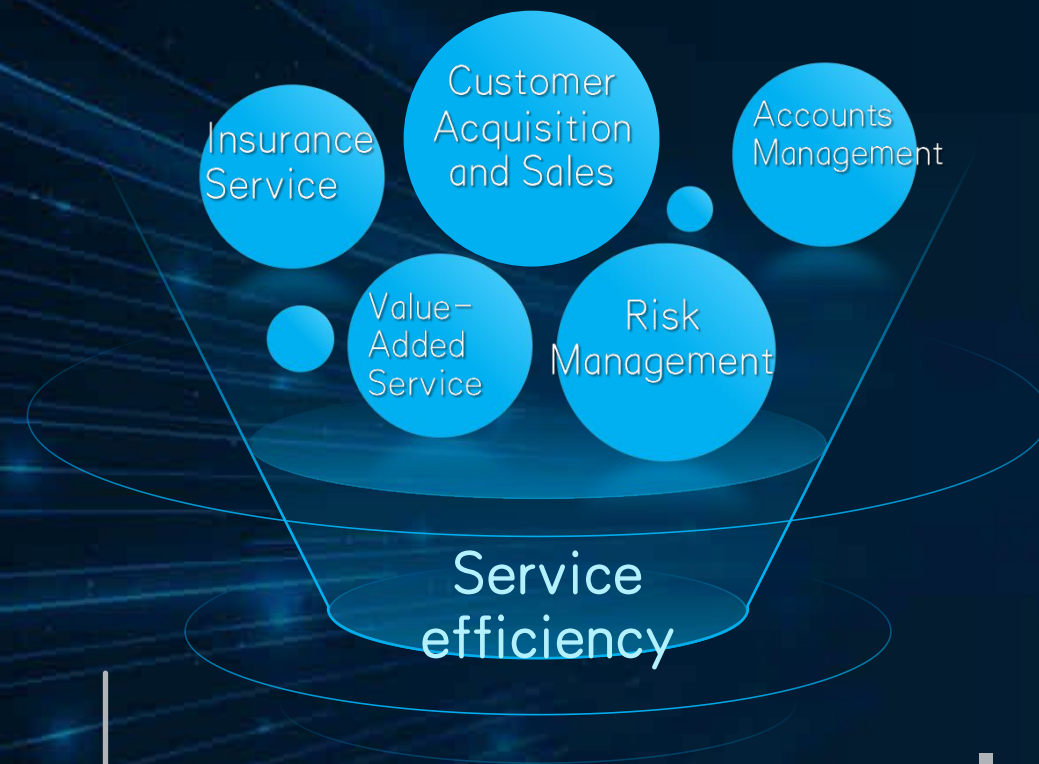 Customer
Acquisition
and Sales
Insurance
Service
Accounts
Management
Value-
Added
Service
Risk
Management
Service
efficiency